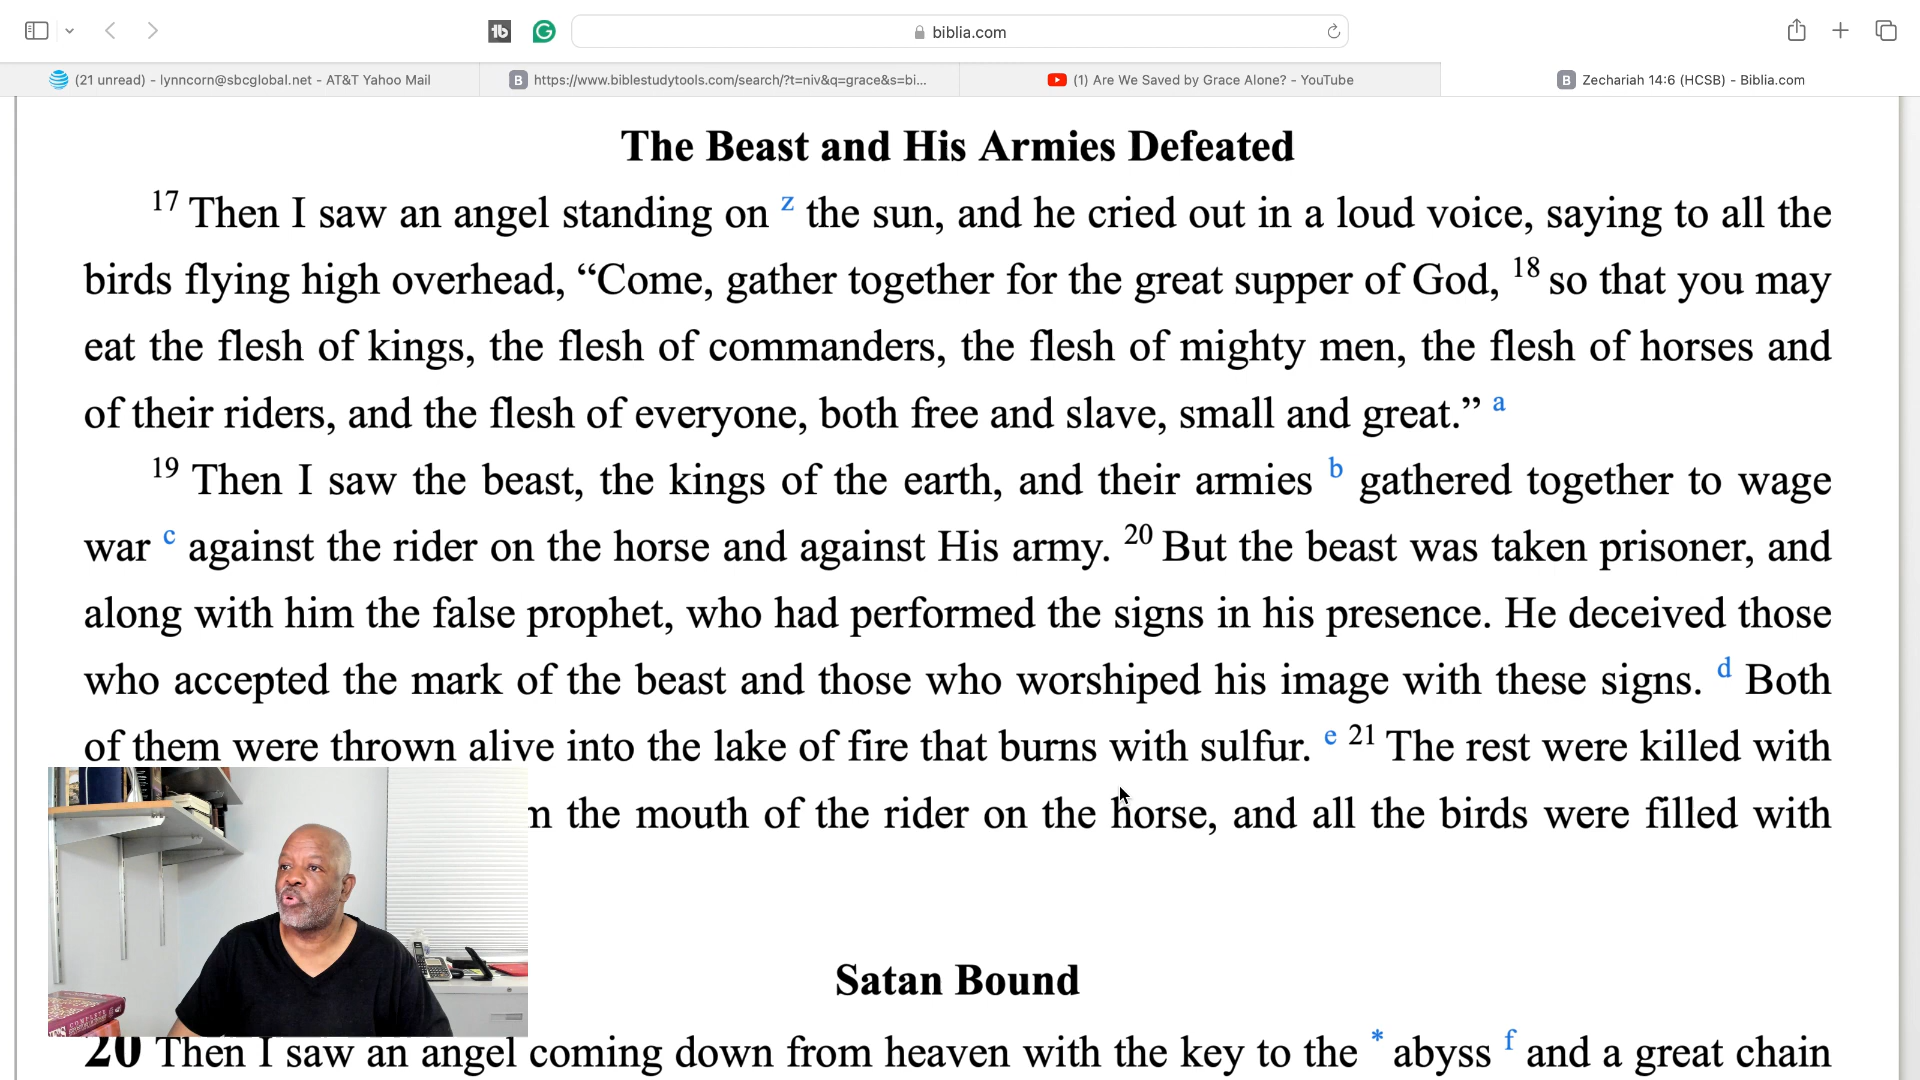 biblia.com
(21 unread) - lynncorn@sbcglobal.net - AT&T Yahoo Mail
https://www.biblestudytools.com/search/?t=niv&q=grace&s=bi...
(1) Are We Saved by Grace Alone? - YouTube
Zechariah 14:6 (HCSB) - Biblia.com
The Beast and His Armies Defeated
17 Then I saw an angel standing on z the sun, and he cried out in a loud voice, saying to all the
birds flying high overhead, “Come, gather together for the great supper of God, 18 so that you may
eat the flesh of kings, the flesh of commanders, the flesh of mighty men, the flesh of horses and
of their riders, and the flesh of everyone, both free and slave, small and great.” a
19 Then I saw the beast, the kings of the earth, and their armies b gathered together to wage
war c against the rider on the horse and against His army. 20 But the beast was taken prisoner, and
along with him the false prophet, who had performed the signs in his presence. He deceived those
who accepted the mark of the beast and those who worshiped his image with these signs. d Both
of them were thrown alive into the lake of fire that burns with sulfur. e 21 The rest were killed with
m the mouth of the rider on the horse, and all the birds were filled with
Satan Bound
20 Then I saw an angel coming down from heaven with the key to the * abyss f and a great chain